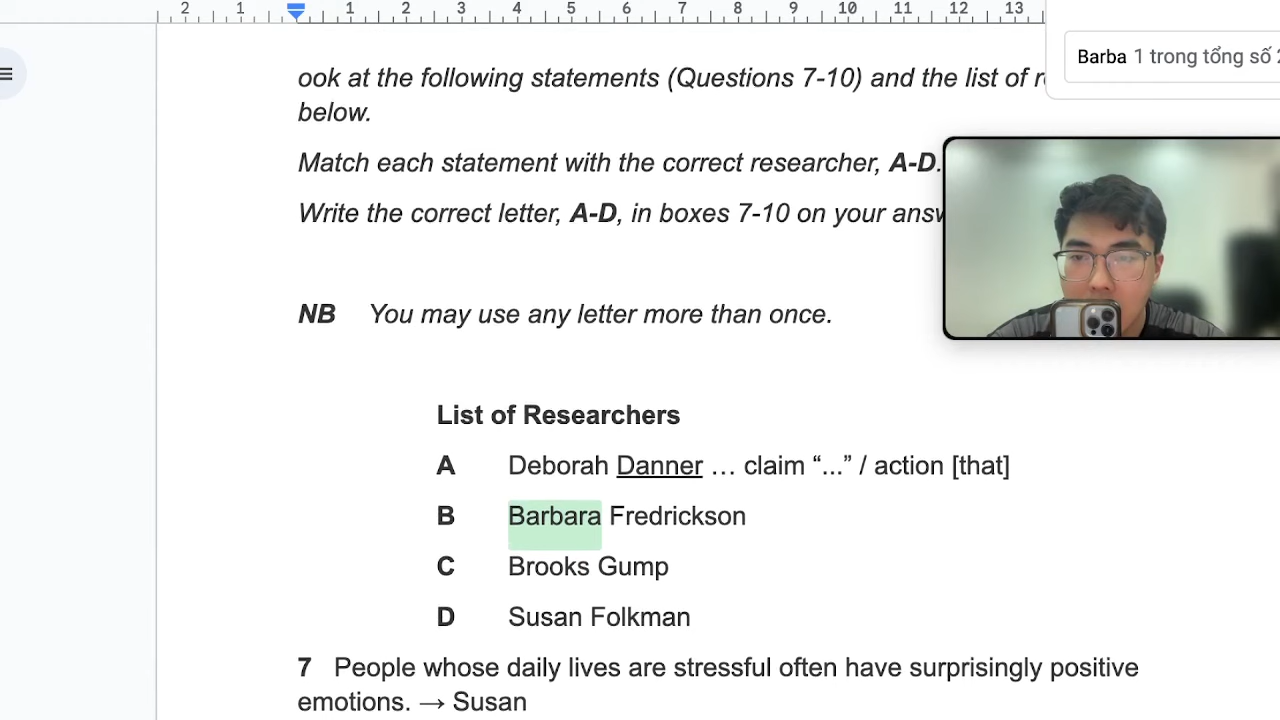 2 1 1 2 3 4 5 6 7 8 9 10 11 12 13
Barba 1 trong tổng số
ook at the following statements (Questions 7-10) and the list of
below.
Match each statement with the correct researcher, A-D.
Write the correct letter, A-D, in boxes 7-10 on your
NB You may use any letter more than once.
List of Researchers
A Deborah Danner … claim “...” / action [that]
B Barbara Fredrickson
C Brooks Gump
D Susan Folkman
7 People whose daily lives are stressful often have surprisingly positive
emotions. → Susan